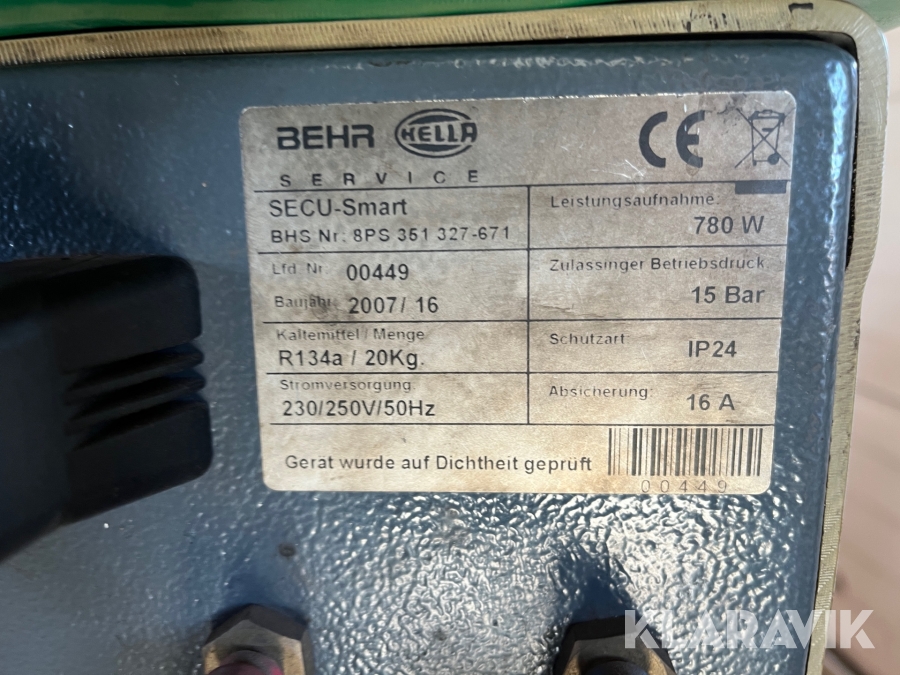 BEHR HELLA
SERVICE
CE
SECU-Smart
BHS Nr. 8PS 351 327-671
Leistungsaufnahme:
780 W
Lfd. Nr. 00449
Baujahr: 2007/ 16
Zulassinger Betriebsdruck:
15 Bar
Kältemittel / Menge
R134a / 20Kg.
Schutzart:
IP24
Stromversorgung:
230/250V/50Hz
Absicherung:
16 A
Gerät wurde auf Dichtheit geprüft
00449
KLARAVIK